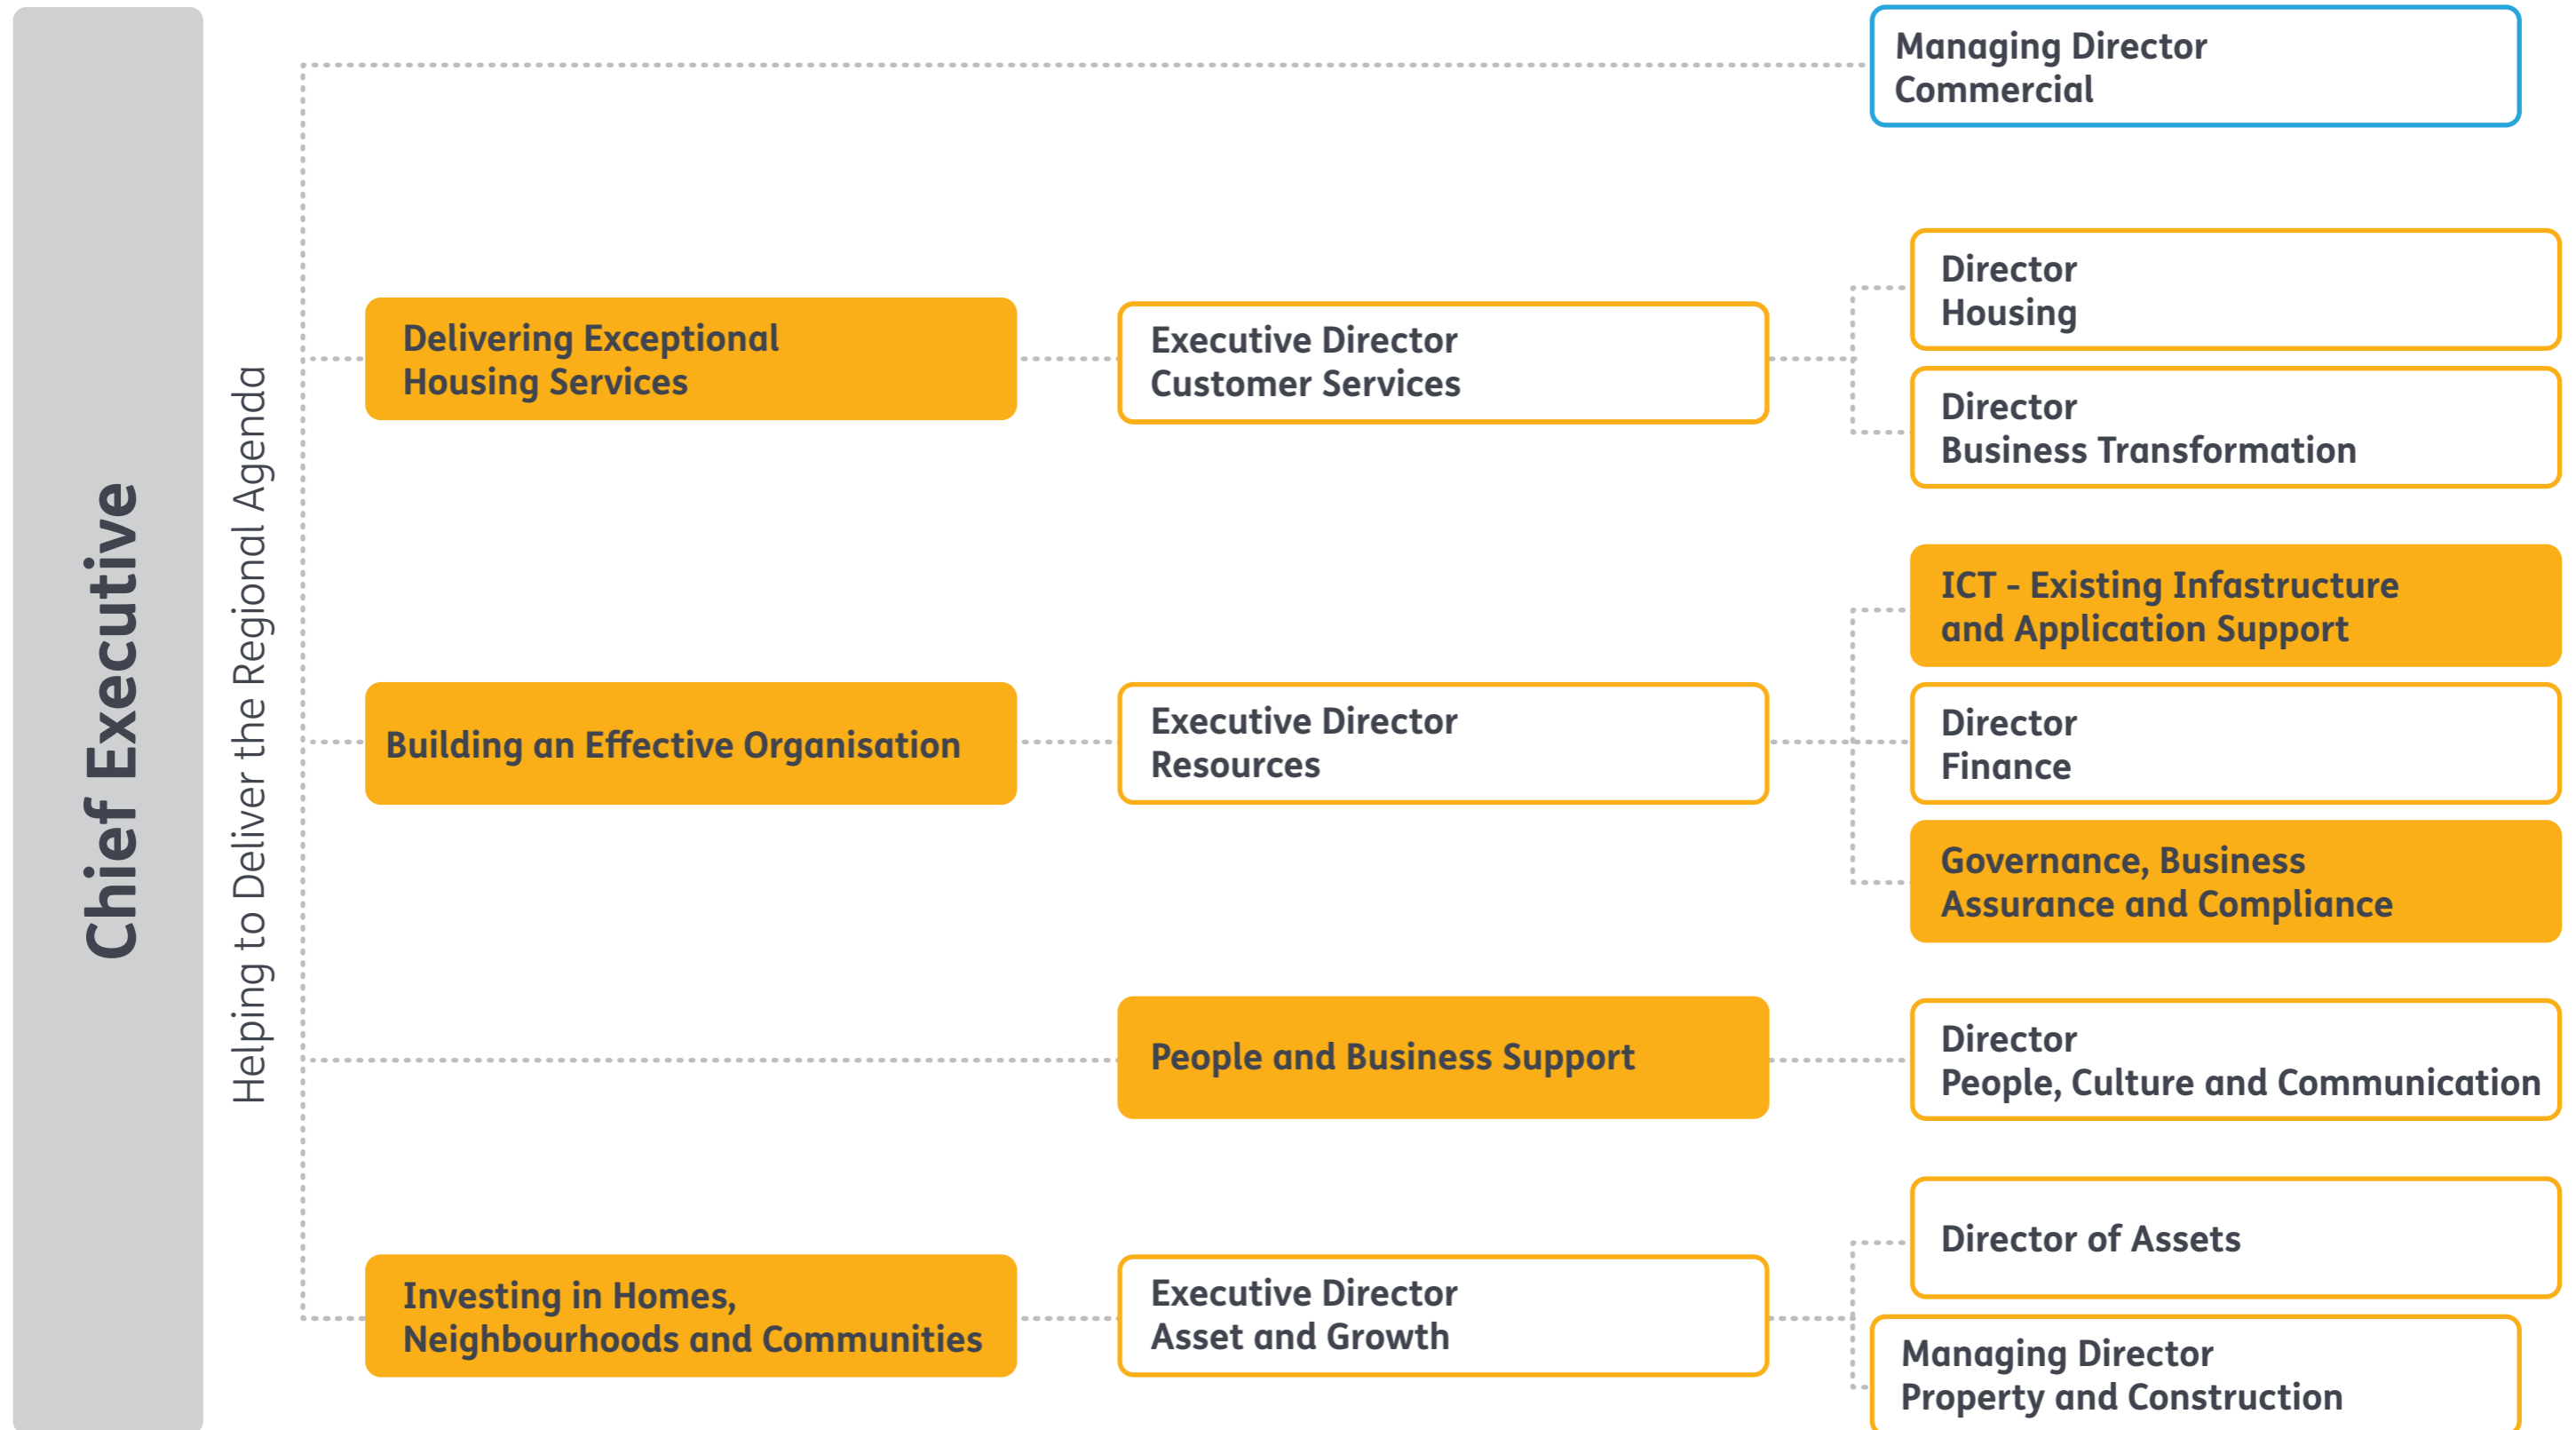 Chief Executive
Helping to Deliver the Regional Agenda
Managing Director
Commercial
Delivering Exceptional
Housing Services
Executive Director
Customer Services
Director
Housing
Director
Business Transformation
Building an Effective Organisation
Executive Director
Resources
ICT - Existing Infastructure
and Application Support
Director
Finance
Governance, Business
Assurance and Compliance
People and Business Support
Director
People, Culture and Communication
Investing in Homes,
Neighbourhoods and Communities
Executive Director
Asset and Growth
Director of Assets
Managing Director
Property and Construction